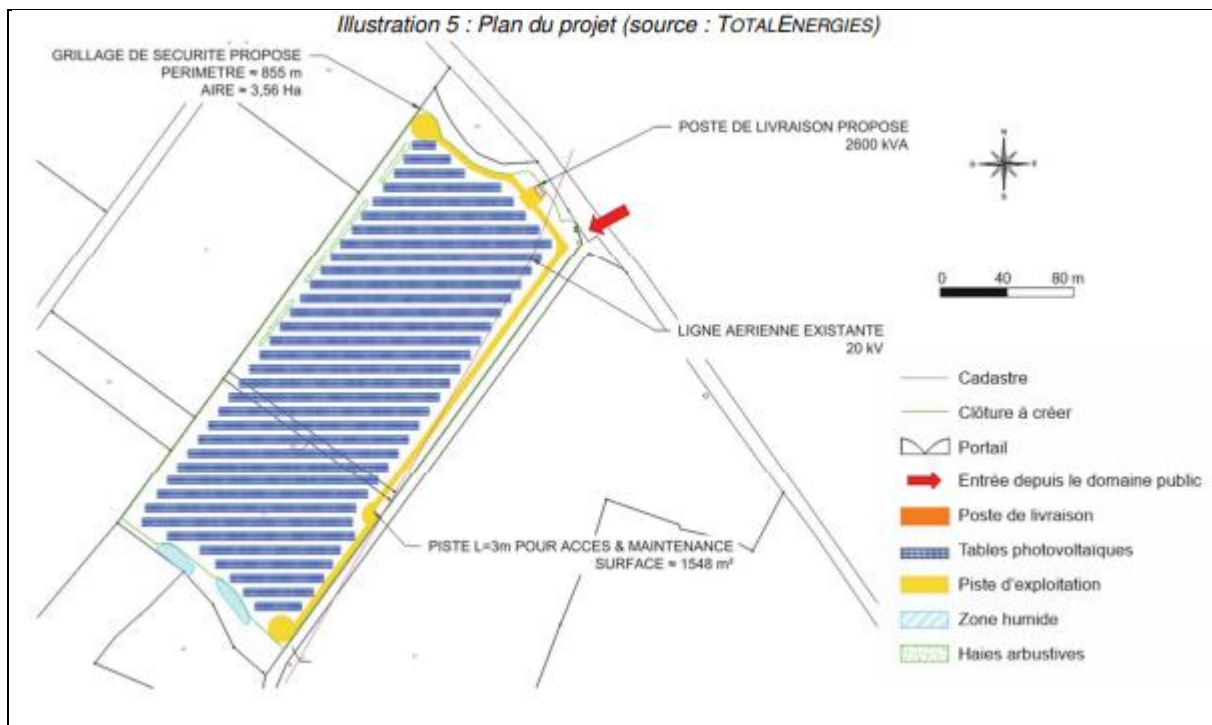 Illustration 5 : Plan du projet (source : TOTALENERGIES)
GRILLAGE DE SECURITE PROPOSE
PERIMETRE ≈ 855 m
AIRE ≈ 3,56 Ha
POSTE DE LIVRAISON PROPOSE
2600 kVA
N
S
0 40 80 m
LIGNE AERIENNE EXISTANTE
20 kV
Cadastre
Clôture à créer
Portail
Entrée depuis le domaine public
Poste de livraison
Tables photovoltaïques
Piste d'exploitation
Zone humide
Haies arbustives
PISTE L=3m POUR ACCES & MAINTENANCE
SURFACE ≈ 1548 m²